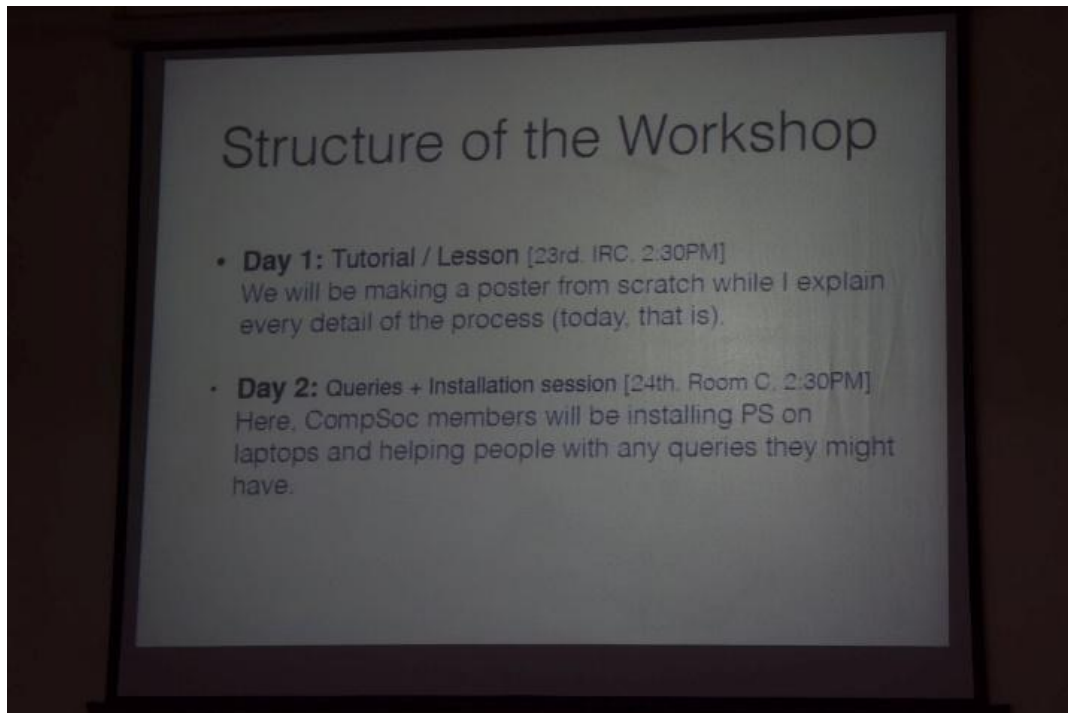 Structure of the Workshop
• Day 1: Tutorial / Lesson [23rd. IRC, 2:30PM]
We will be making a poster from scratch while I explain
every detail of the process (today, that is).
• Day 2: Queries + Installation session [24th. Room C, 2:30PM]
Here, CompSoc members will be installing PS on
laptops and helping people with any queries they might
have.